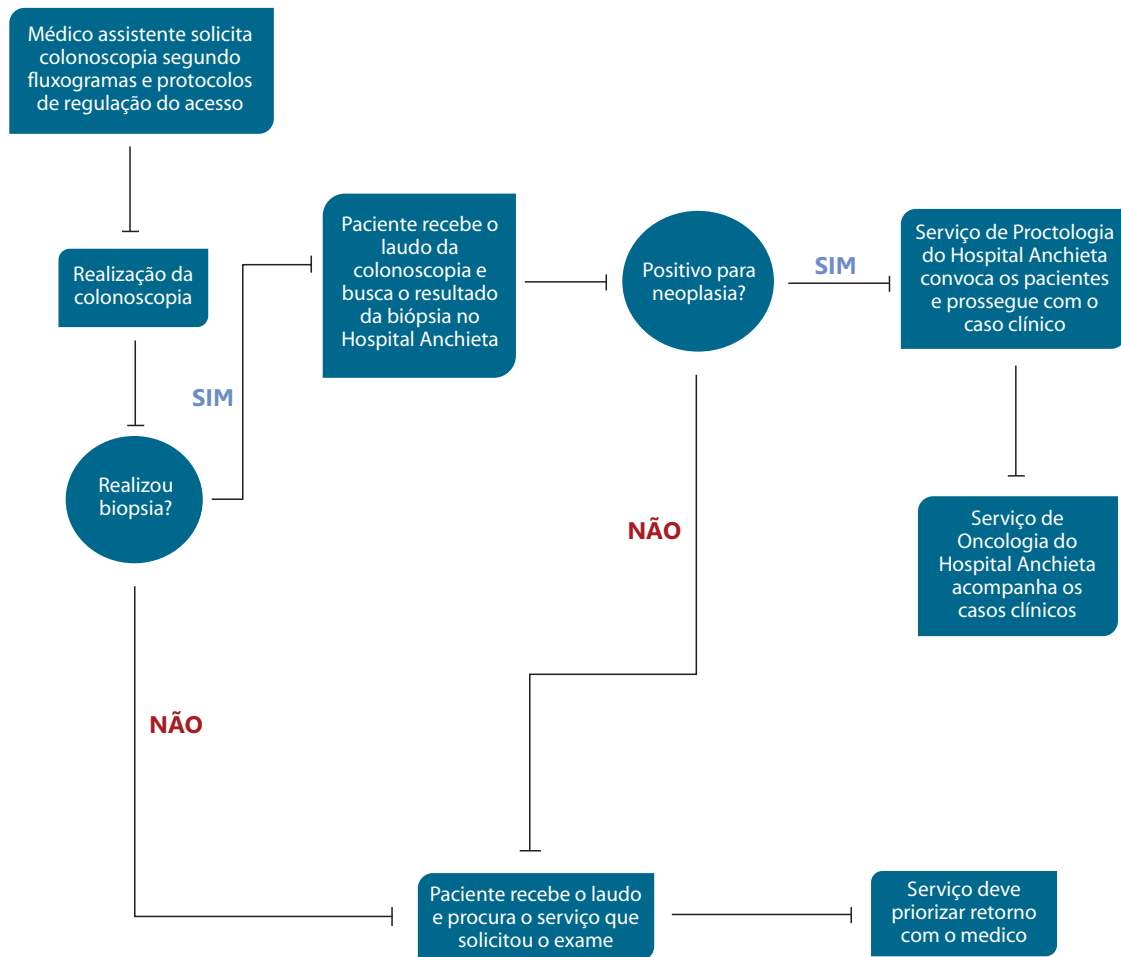 Médico assistente solicita
colonoscopia segundo
fluxogramas e protocolos
de regulação do acesso
Realização da
colonoscopia
Realizou
biopsia?
SIM
Paciente recebe o
laudo da
colonoscopia e
busca o resultado
da biópsia no
Hospital Anchieta
Positivo para
neoplasia?
SIM
Serviço de Proctologia
do Hospital Anchieta
convoca os pacientes
e prossegue com o
caso clínico
Serviço de
Oncologia do
Hospital Anchieta
acompanha os
casos clínicos
NÃO
NÃO
Paciente recebe o laudo
e procura o serviço que
solicitou o exame
Serviço deve
priorizar retorno
com o medico